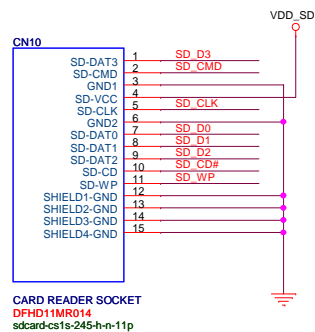 VDD_SD
CN10
SD-DAT3 1 SD_D3
SD-CMD 2 SD_CMD
GND1 3
SD-VCC 4
SD-CLK 5 SD_CLK
GND2 6
SD-DAT0 7 SD_D0
SD-DAT1 8 SD_D1
SD-DAT2 9 SD_D2
SD-CD 10 SD_CD#
SD-WP 11 SD_WP
SHIELD1-GND 12
SHIELD2-GND 13
SHIELD3-GND 14
SHIELD4-GND 15
CARD READER SOCKET
DFHD11MR014
sdcard-cs1s-245-h-n-11p